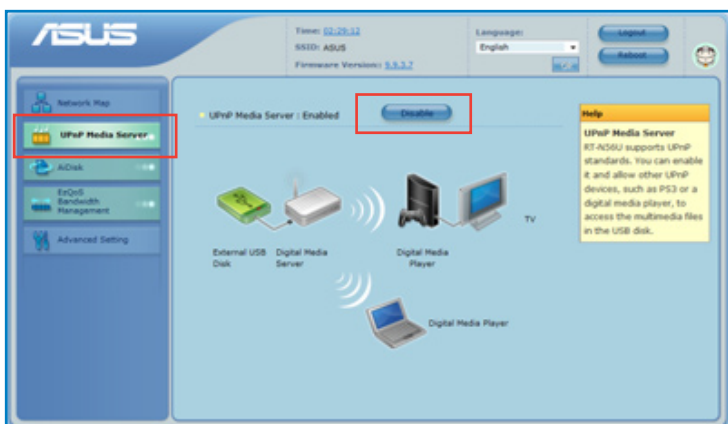 ASUS
Time: 02:29:12
SSID: ASUS
Firmware Version: 9.9.3.7
Language:
English
Logout
Reboot
Network Map
UPnP Media Server
AiDisk
EzQoS
Bandwidth
Management
Advanced Setting
UPnP Media Server : Enabled
Disable
External USB
Disk
Digital Media
Server
Digital Media
Player
TV
Digital Media Player
Help
UPnP Media Server
RT-N56U supports UPnP
standards. You can enable
it and allow other UPnP
devices, such as PS3 or a
digital media player, to
access the multimedia files
in the USB disk.